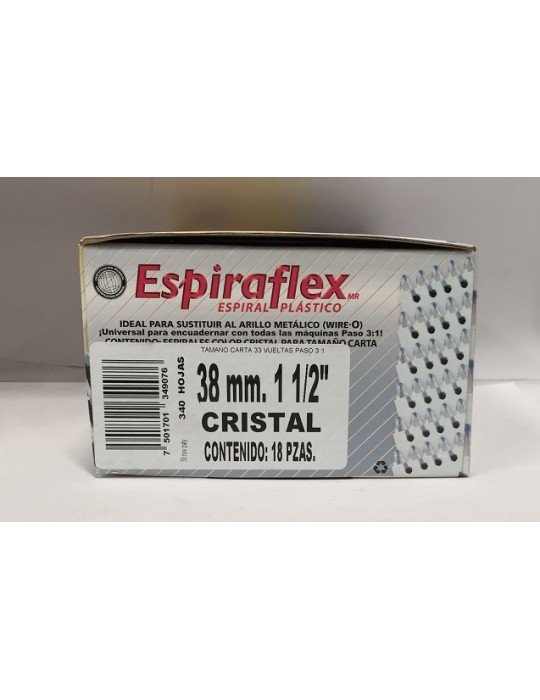 Espiraflex MR
ESPIRAL PLÁSTICO
IDEAL PARA SUSTITUIR AL ARILLO METÁLICO (WIRE-O)
¡Universal para encuadernar con todas las máquinas Paso 3:1!
CONTENIDO: ESPIRALES COLOR CRISTAL PARA TAMAÑO CARTA
TAMAÑO CARTA 33 VUELTAS PASO 3:1
38 mm. 1 1/2"
CRISTAL
CONTENIDO: 18 PZAS.
340 HOJAS
7 501701 349076